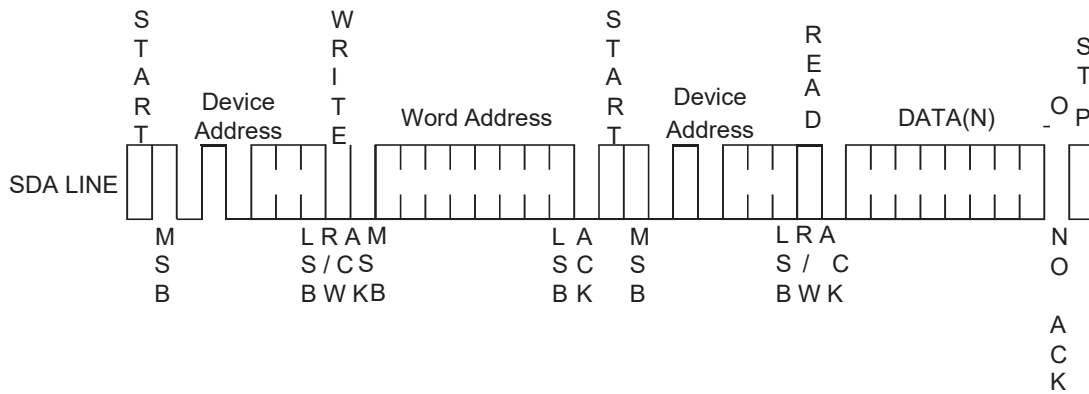 START
WRITE
START
READ
STOP
Device
Address
Word Address
Device
Address
DATA(N)
SDA LINE
MSB
LSB
R/W
ACK
MSB
LSB
ACK
MSB
LSB
R/W
ACK
NO ACK